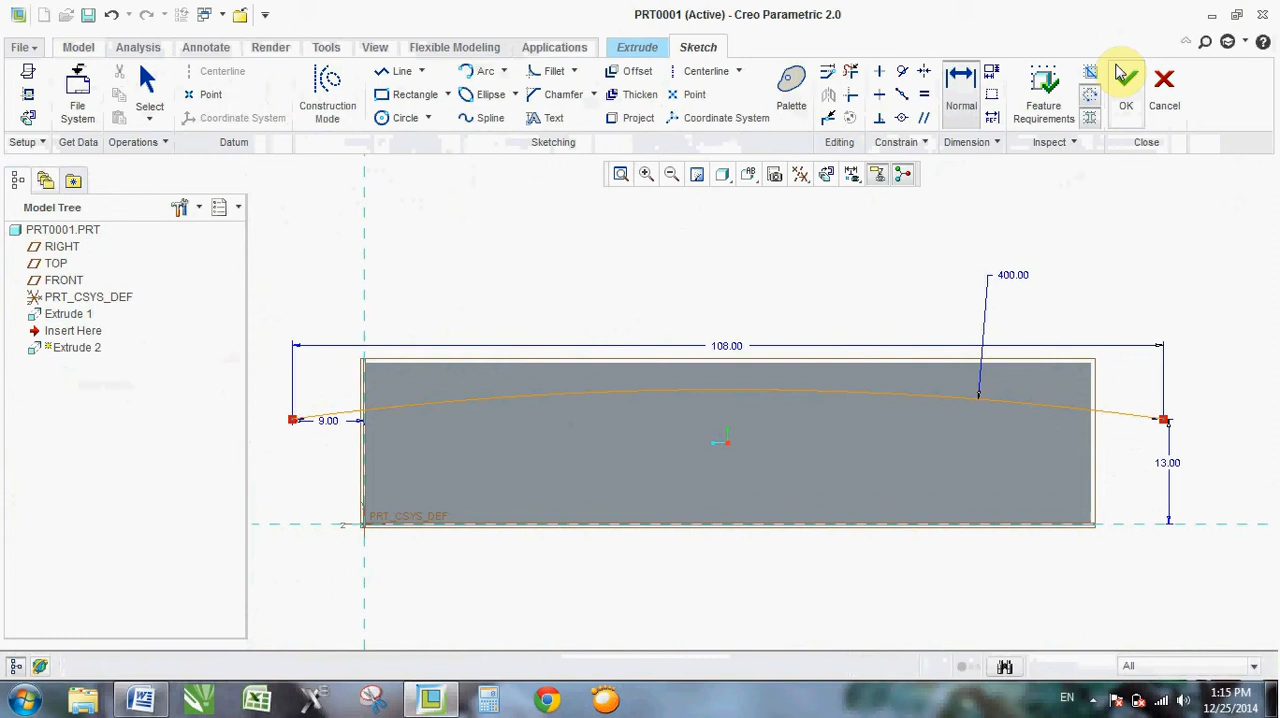 PRT0001 (Active) - Creo Parametric 2.0
File Model Analysis Annotate Render Tools View Flexible Modeling Applications Extrude Sketch
Centerline Line Arc Fillet Offset Centerline
Point Rectangle Ellipse Chamfer Thicken Point
Coordinate System Circle Spline Text Project Coordinate System
File System
Select
Construction Mode
Palette
Normal
Feature Requirements
OK
Cancel
Setup Get Data Operations Datum Sketching Editing Constrain Dimension Inspect Close
Model Tree
PRT0001.PRT
RIGHT
TOP
FRONT
PRT_CSYS_DEF
Extrude 1
Insert Here
Extrude 2
400.00
108.00
9.00
13.00
PRT_CSYS_DEF
2
All
EN
1:15 PM
12/25/2014